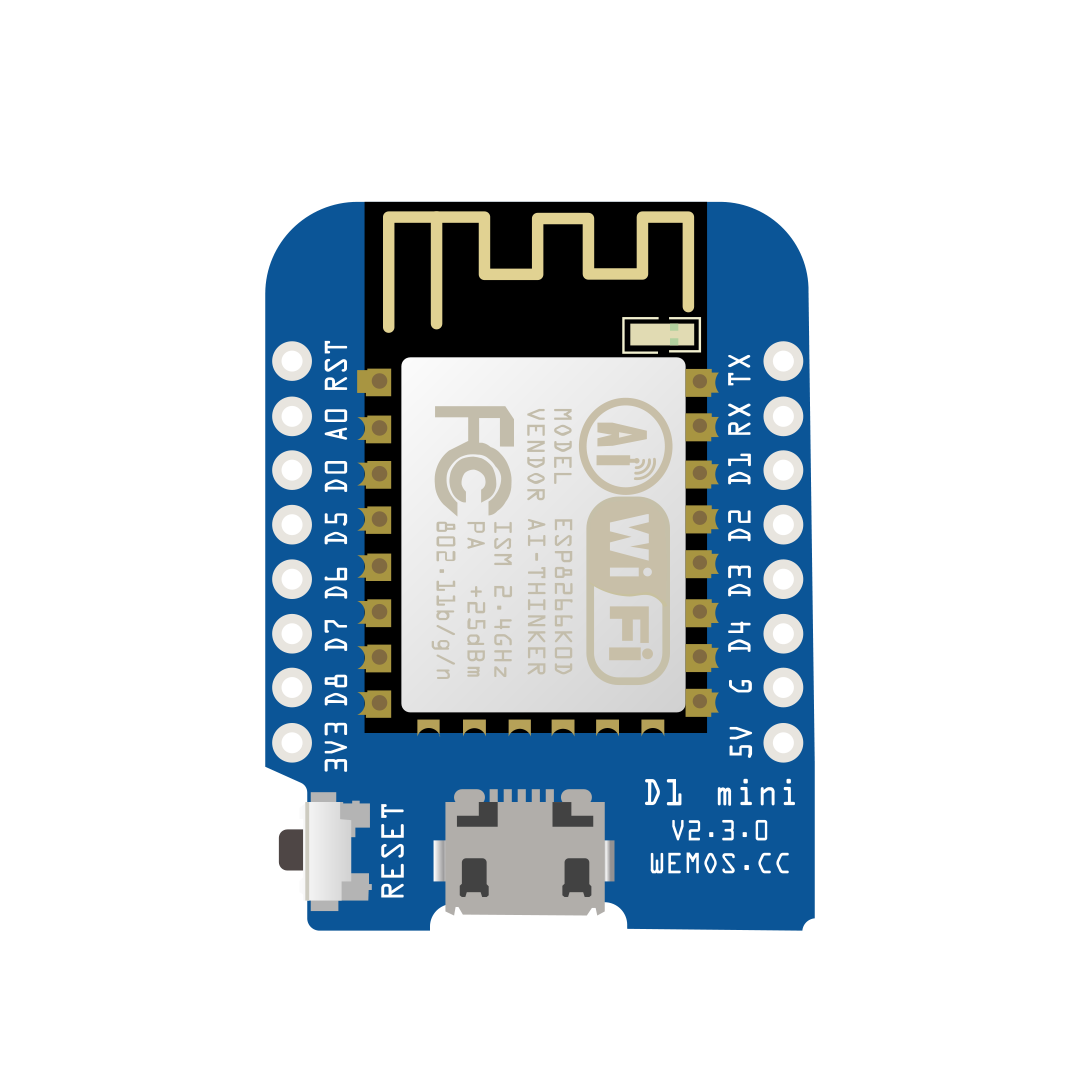 RST
A0
D0
D5
D6
D7
D8
3V3
TX
RX
D1
D2
D3
D4
G
5V
Ai
WiFi
MODEL ESP8266KOD
VENDOR AI-THINKER
ISM 2.4GHz
PA +25dBm
802.11b/g/n
FC
RESET
D1 mini
V2.3.0
WEMOS.CC